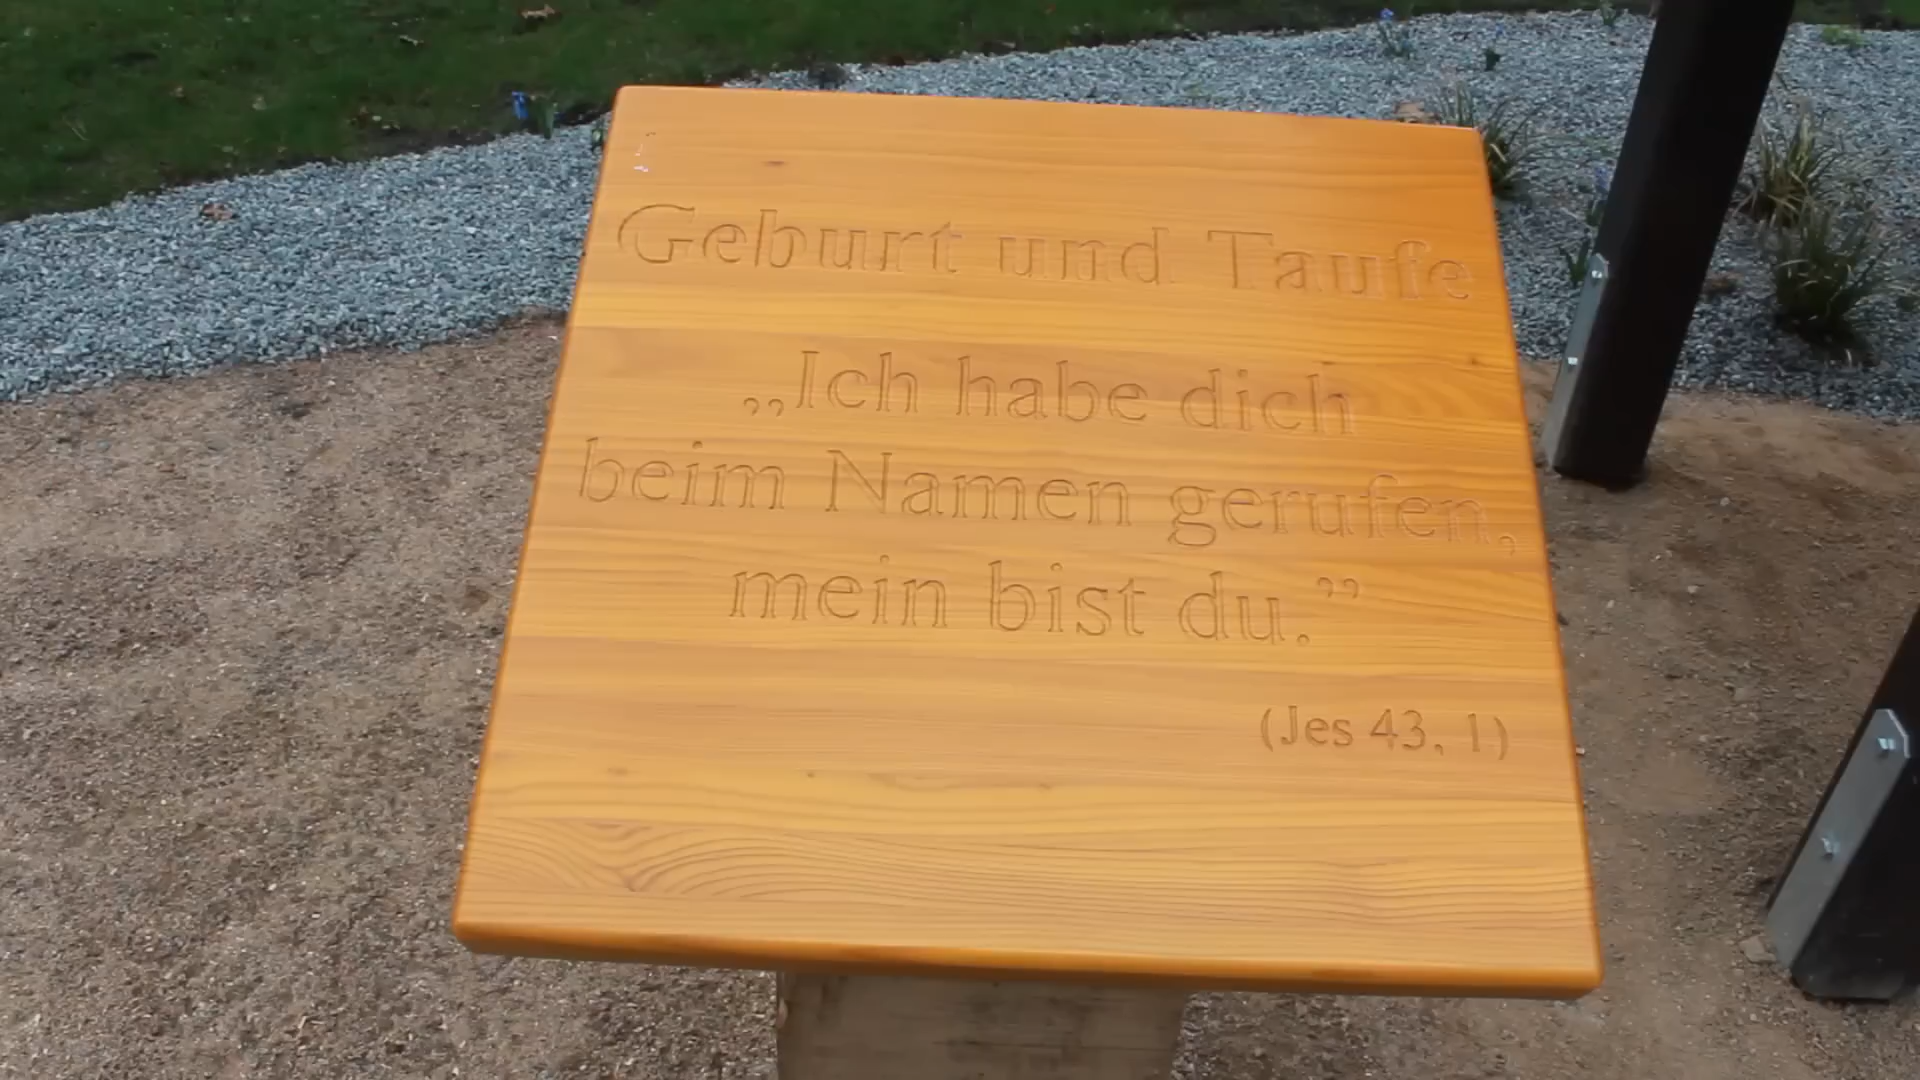 Geburt und Taufe
„Ich habe dich
beim Namen gerufen,
mein bist du.”
(Jes 43, 1)